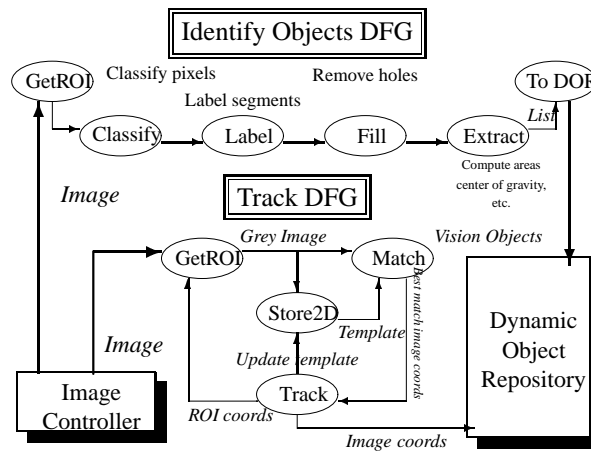 Identify Objects DFG
GetROI
Classify pixels
Remove holes
To DOR
Label segments
List
Classify
Label
Fill
Extract
Compute areas
center of gravity,
etc.
Image
Track DFG
Grey Image
Vision Objects
GetROI
Match
Best match image coords
Store2D
Template
Dynamic
Object
Repository
Image
Update template
Image
Controller
Track
ROI coords
Image coords